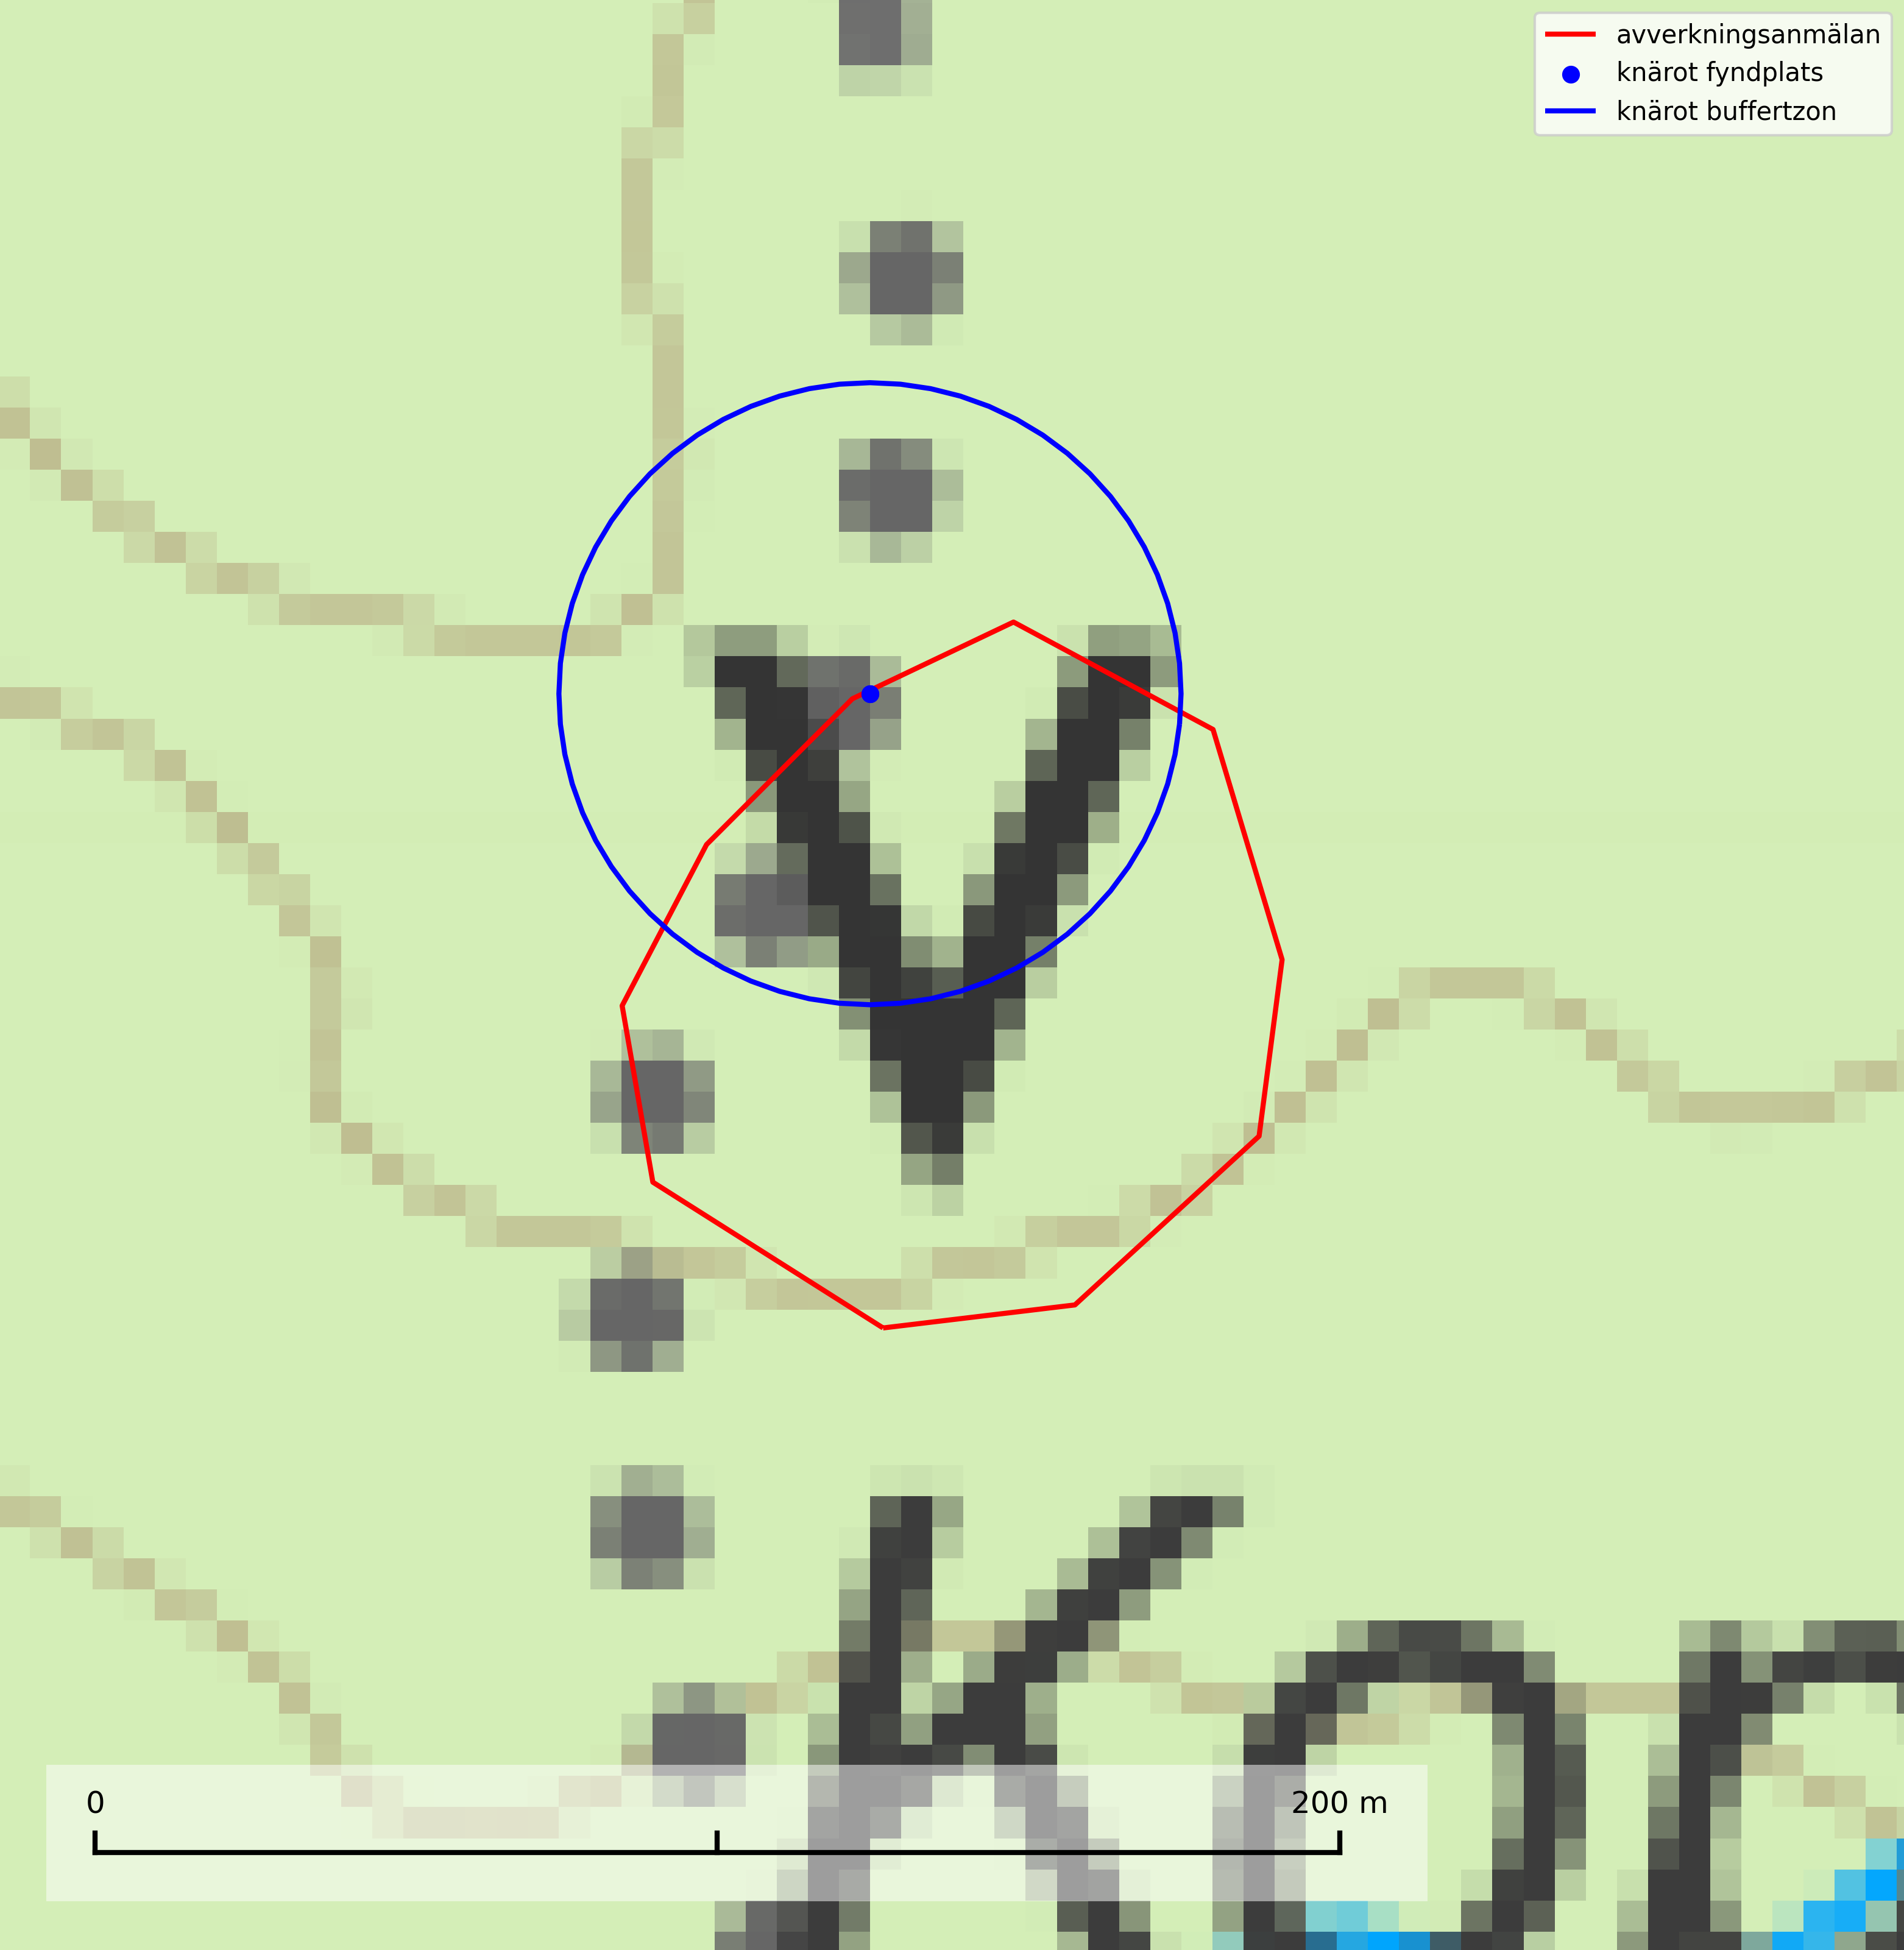 avverkningsanmälan
knärot fyndplats
knärot buffertzon
V
0 200 m